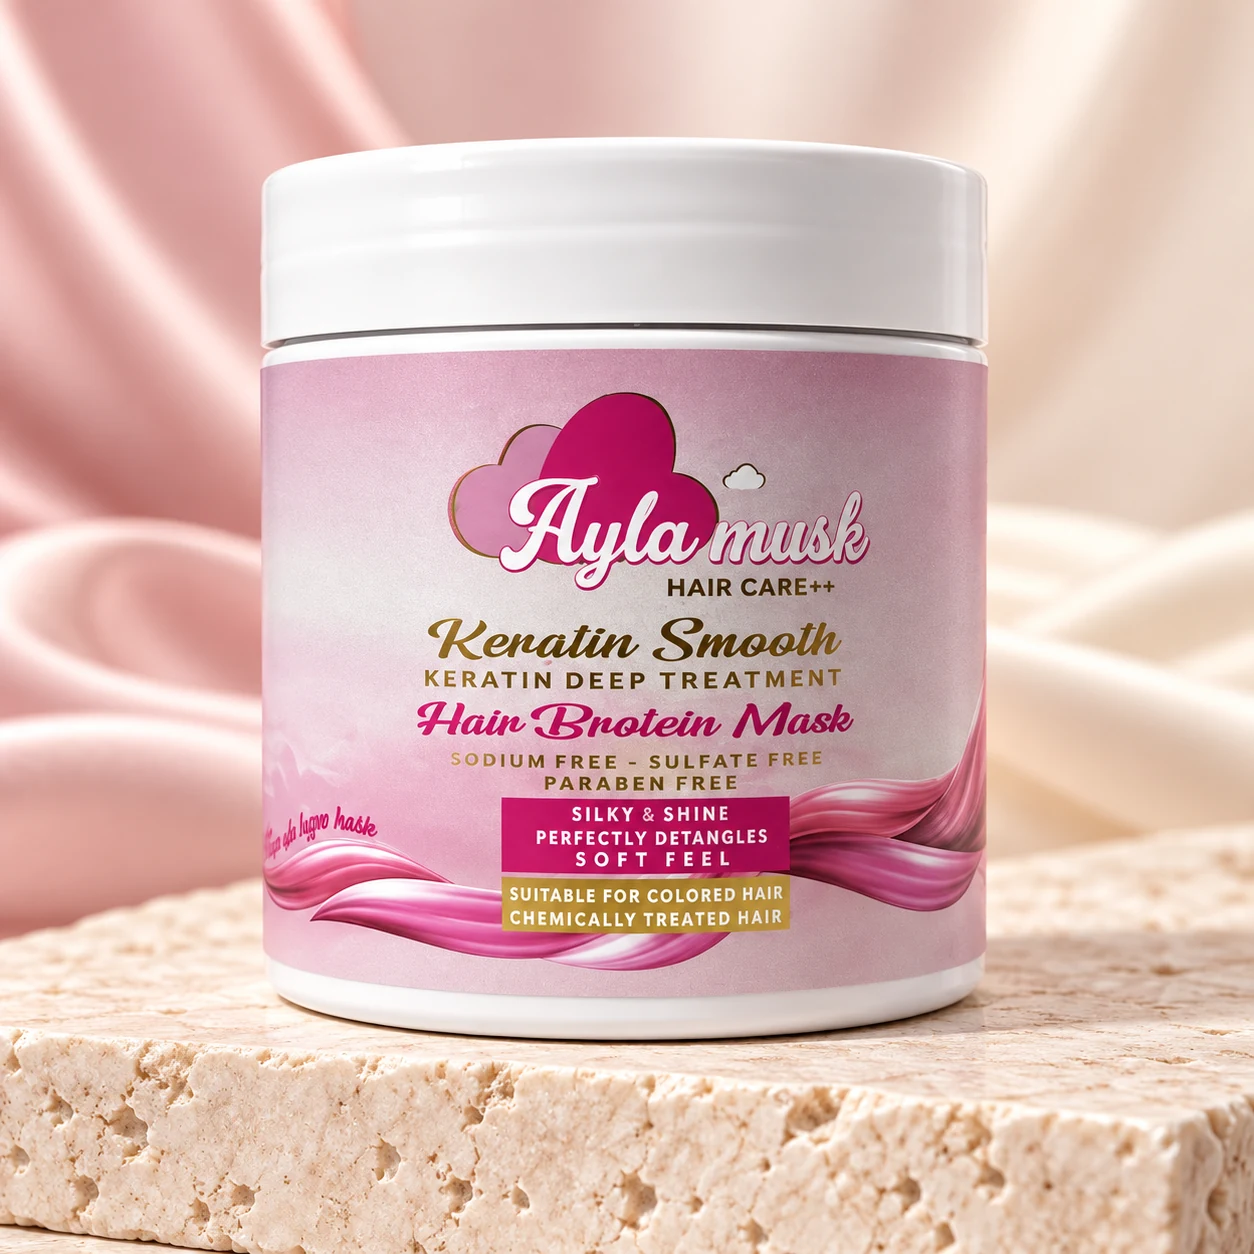 Ayla musk
HAIR CARE++
Keratin Smooth
KERATIN DEEP TREATMENT
Hair Brotein Mask
SODIUM FREE - SULFATE FREE
PARABEN FREE
SILKY & SHINE
PERFECTLY DETANGLES
SOFT FEEL
SUITABLE FOR COLORED HAIR
CHEMICALLY TREATED HAIR